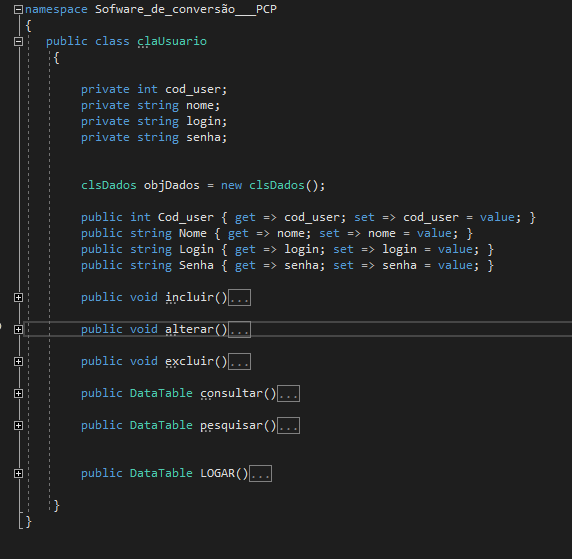 namespace Sofware_de_conversão___PCP
{
public class claUsuario
{
private int cod_user;
private string nome;
private string login;
private string senha;
clsDados objDados = new clsDados();
public int Cod_user { get => cod_user; set => cod_user = value; }
public string Nome { get => nome; set => nome = value; }
public string Login { get => login; set => login = value; }
public string Senha { get => senha; set => senha = value; }
public void incluir()...
public void alterar()...
public void excluir()...
public DataTable consultar()...
public DataTable pesquisar()...
public DataTable LOGAR()...
}
}